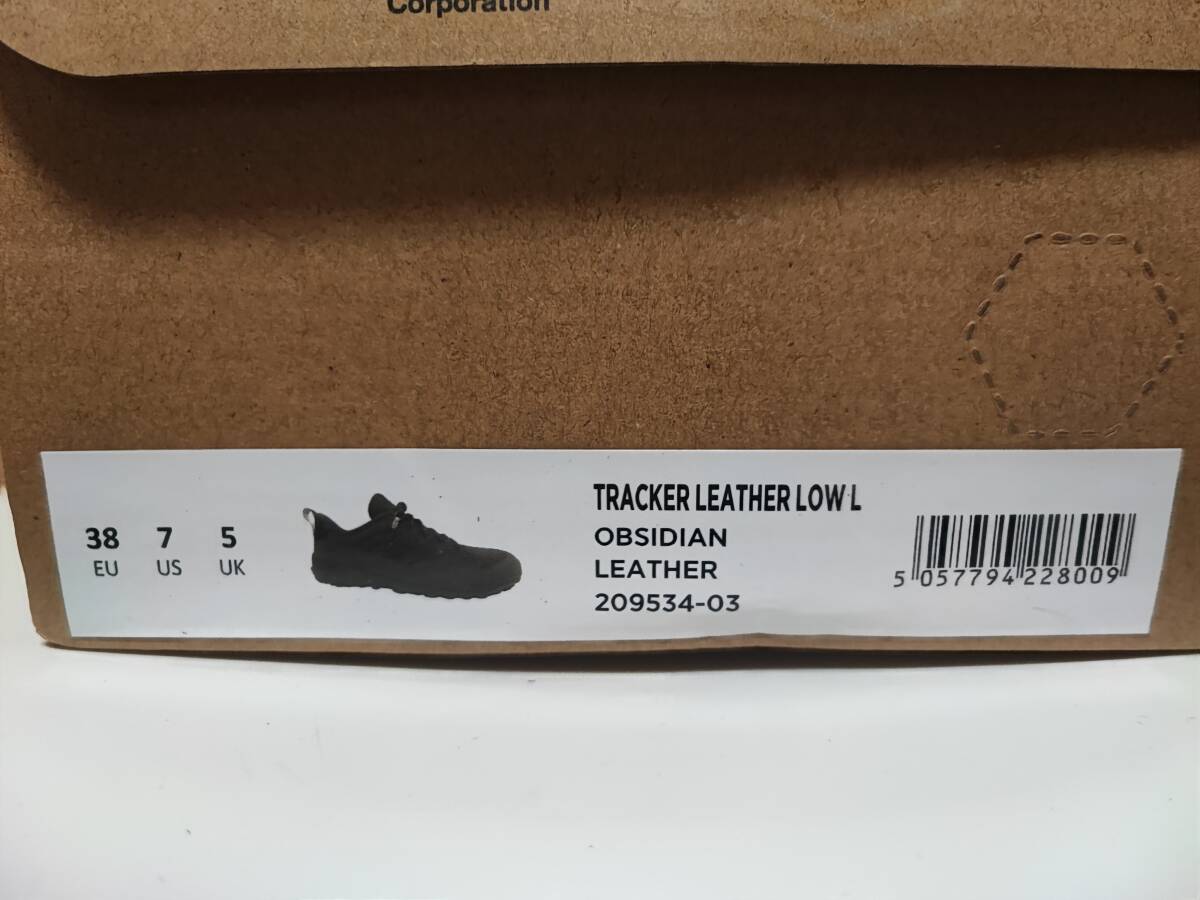 Corporation
38 7 5
EU US UK
TRACKER LEATHER LOW L
OBSIDIAN
LEATHER
209534-03
5 057794 228009